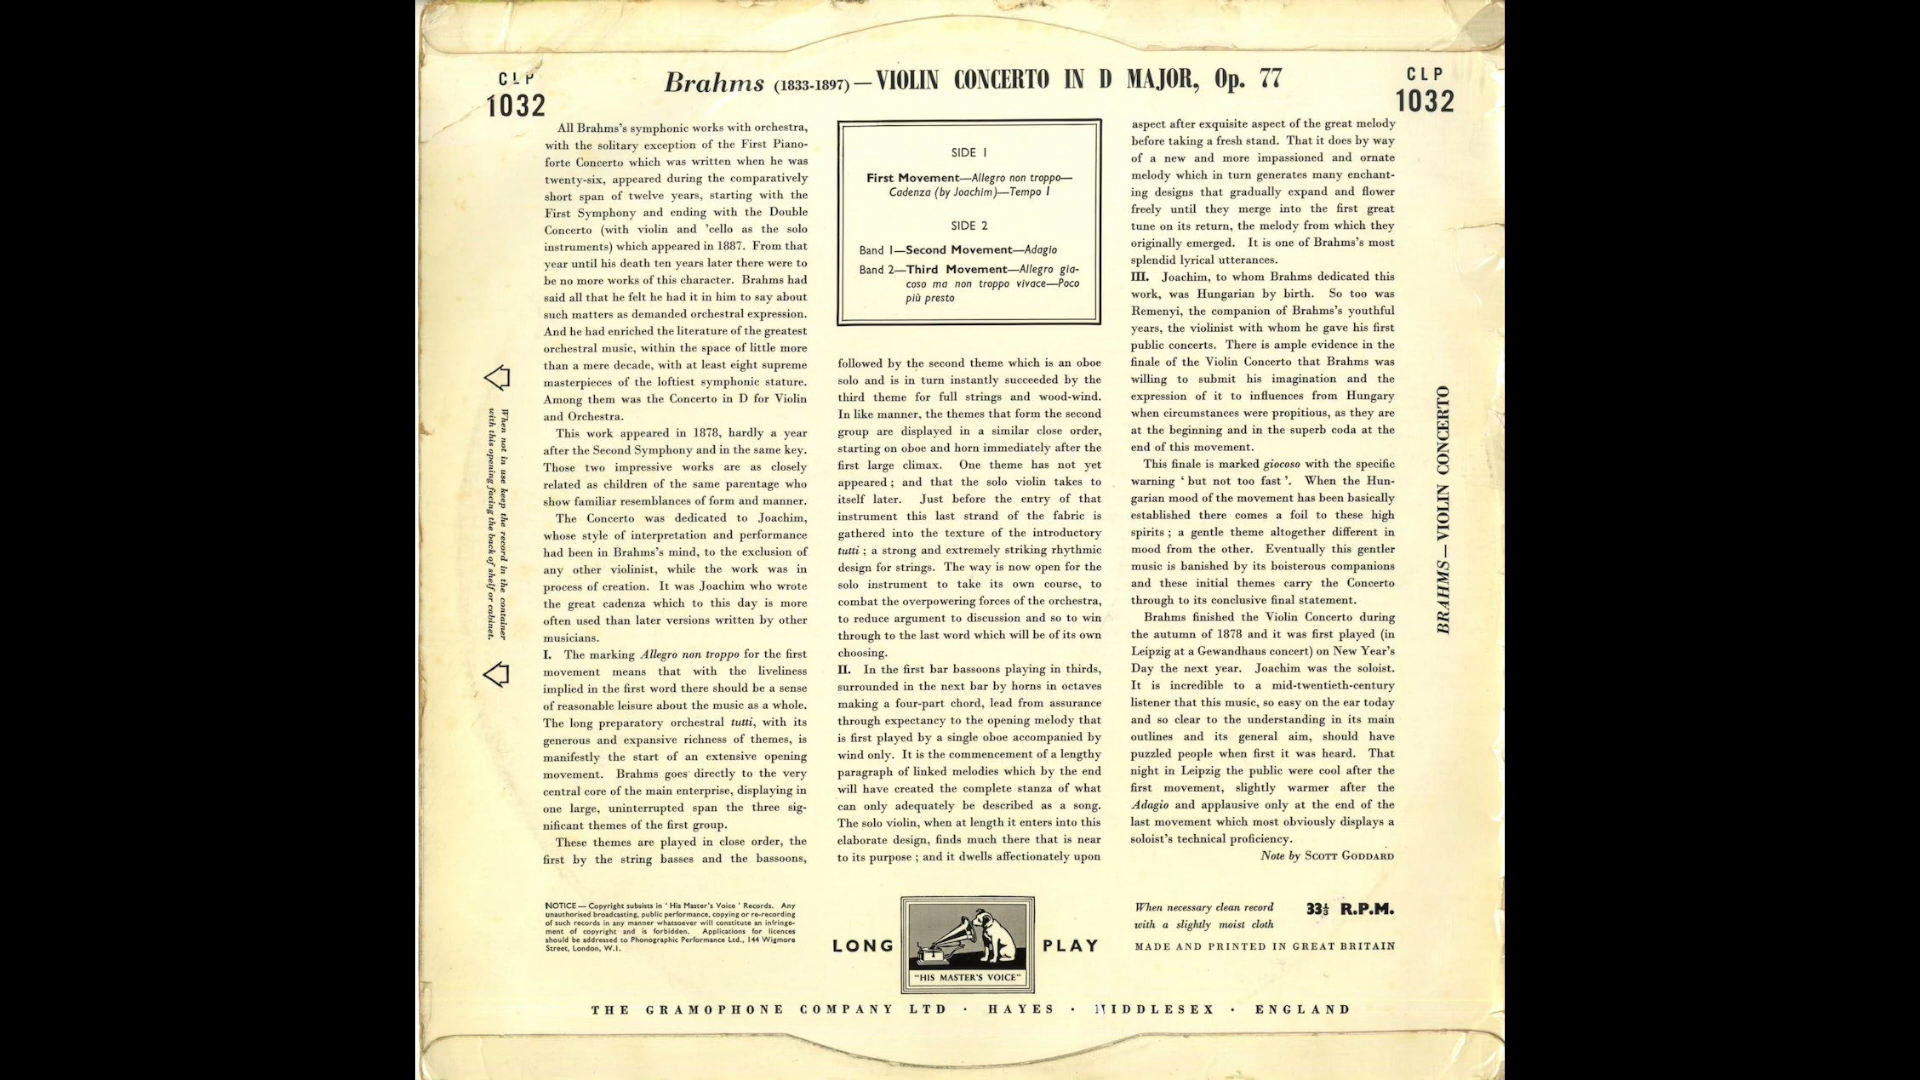 CLP
1032
Brahms (1833-1897)—VIOLIN CONCERTO IN D MAJOR, Op. 77
CLP
1032
All Brahms's symphonic works with orchestra,
with the solitary exception of the First Piano-
forte Concerto which was written when he was
twenty-six, appeared during the comparatively
short span of twelve years, starting with the
First Symphony and ending with the Double
Concerto (with violin and 'cello as the solo
instruments) which appeared in 1887. From that
year until his death ten years later there were to
be no more works of this character. Brahms had
said all that he felt he had it in him to say about
such matters as demanded orchestral expression.
And he had enriched the literature of the greatest
orchestral music, within the space of little more
than a mere decade, with at least eight supreme
masterpieces of the loftiest symphonic stature.
Among them was the Concerto in D for Violin
and Orchestra.
This work appeared in 1878, hardly a year
after the Second Symphony and in the same key.
Those two impressive works are as closely
related as children of the same parentage who
show familiar resemblances of form and manner.
The Concerto was dedicated to Joachim,
whose style of interpretation and performance
had been in Brahms's mind, to the exclusion of
any other violinist, while the work was in
process of creation. It was Joachim who wrote
the great cadenza which to this day is more
often used than later versions written by other
musicians.
I. The marking Allegro non troppo for the first
movement means that with the liveliness
implied in the first word there should be a sense
of reasonable leisure about the music as a whole.
The long preparatory orchestral tutti, with its
generous and expansive richness of themes, is
manifestly the start of an extensive opening
movement. Brahms goes directly to the very
central core of the main enterprise, displaying in
one large, uninterrupted span the three sig-
nificant themes of the first group.
These themes are played in close order, the
first by the string basses and the bassoons,
SIDE 1
First Movement—Allegro non troppo—
Cadenza (by Joachim)—Tempo I
SIDE 2
Band 1—Second Movement—Adagio
Band 2—Third Movement—Allegro gia-
coso ma non troppo vivace—Poco
più presto
followed by the second theme which is an oboe
solo and is in turn instantly succeeded by the
third theme for full strings and wood-wind.
In like manner, the themes that form the second
group are displayed in a similar close order,
starting on oboe and horn immediately after the
first large climax. One theme has not yet
appeared ; and that the solo violin takes to
itself later. Just before the entry of that
instrument this last strand of the fabric is
gathered into the texture of the introductory
tutti ; a strong and extremely striking rhythmic
design for strings. The way is now open for the
solo instrument to take its own course, to
combat the overpowering forces of the orchestra,
to reduce argument to discussion and so to win
through to the last word which will be of its own
choosing.
II. In the first bar bassoons playing in thirds,
surrounded in the next bar by horns in octaves
making a four-part chord, lead from assurance
through expectancy to the opening melody that
is first played by a single oboe accompanied by
wind only. It is the commencement of a lengthy
paragraph of linked melodies which by the end
will have created the complete stanza of what
can only adequately be described as a song.
The solo violin, when at length it enters into this
elaborate design, finds much there that is near
to its purpose ; and it dwells affectionately upon
aspect after exquisite aspect of the great melody
before taking a fresh stand. That it does by way
of a new and more impassioned and ornate
melody which in turn generates many enchant-
ing designs that gradually expand and flower
freely until they merge into the first great
tune on its return, the melody from which they
originally emerged. It is one of Brahms's most
splendid lyrical utterances.
III. Joachim, to whom Brahms dedicated this
work, was Hungarian by birth. So too was
Remenyi, the companion of Brahms's youthful
years, the violinist with whom he gave his first
public concerts. There is ample evidence in the
finale of the Violin Concerto that Brahms was
willing to submit his imagination and the
expression of it to influences from Hungary
when circumstances were propitious, as they are
at the beginning and in the superb coda at the
end of this movement.
This finale is marked giocoso with the specific
warning ' but not too fast '. When the Hun-
garian mood of the movement has been basically
established there comes a foil to these high
spirits ; a gentle theme altogether different in
mood from the other. Eventually this gentler
music is banished by its boisterous companions
and these initial themes carry the Concerto
through to its conclusive final statement.
Brahms finished the Violin Concerto during
the autumn of 1878 and it was first played (in
Leipzig at a Gewandhaus concert) on New Year's
Day the next year. Joachim was the soloist.
It is incredible to a mid-twentieth-century
listener that this music, so easy on the ear today
and so clear to the understanding in its main
outlines and its general aim, should have
puzzled people when first it was heard. That
night in Leipzig the public were cool after the
first movement, slightly warmer after the
Adagio and applausive only at the end of the
last movement which most obviously displays a
soloist's technical proficiency.
Note by SCOTT GODDARD
When not in use keep the record in the container
with this opening facing the back of shelf or cabinet.
BRAHMS—VIOLIN CONCERTO
NOTICE — Copyright subsists in ' His Master's Voice ' Records. Any
unauthorised broadcasting, public performance, copying or re-recording
of such records in any manner whatsoever will constitute an infringe-
ment of copyright and is forbidden. Applications for licences
should be addressed to Phonographic Performance Ltd., 144 Wigmore
Street, London, W.1.
LONG PLAY
"HIS MASTER'S VOICE"
When necessary clean record
with a slightly moist cloth
33⅓ R.P.M.
MADE AND PRINTED IN GREAT BRITAIN
THE GRAMOPHONE COMPANY LTD · HAYES · MIDDLESEX · ENGLAND